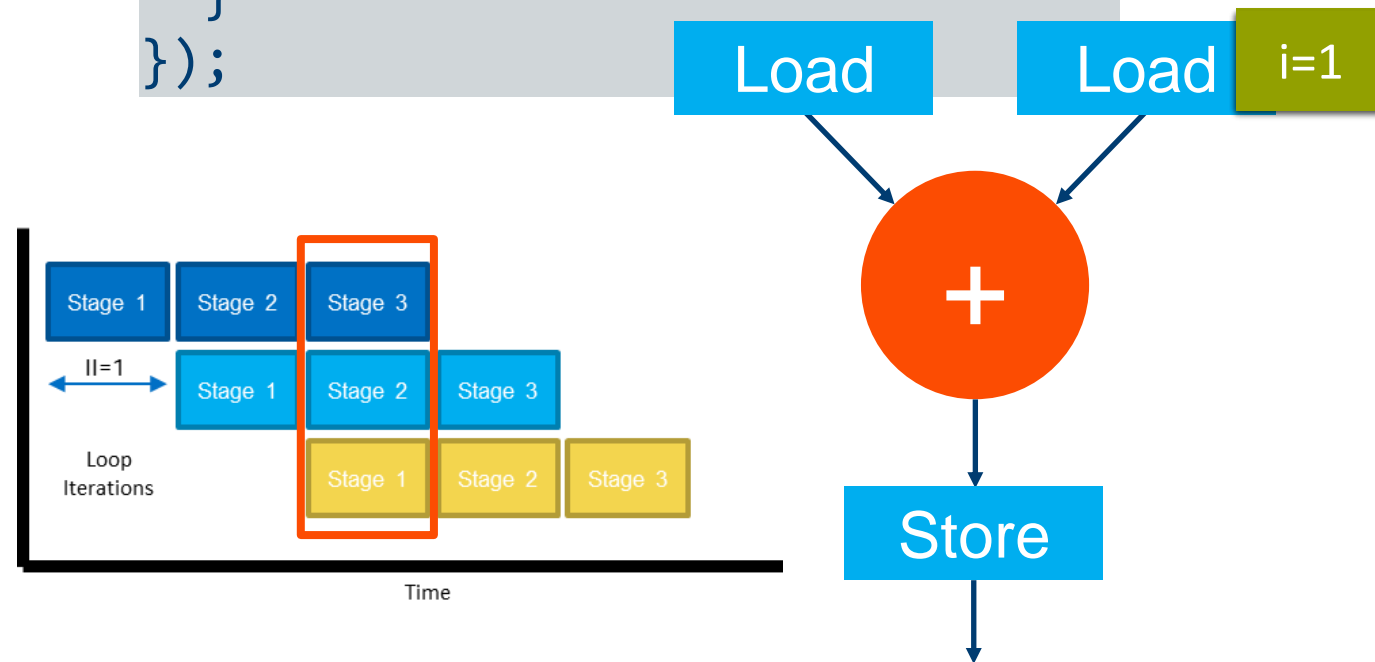 }
});
Load
Load
i=1
+
Stage 1
Stage 2
Stage 3
II=1
Stage 1
Stage 2
Stage 3
Loop
Iterations
Stage 1
Stage 2
Stage 3
Store
Time